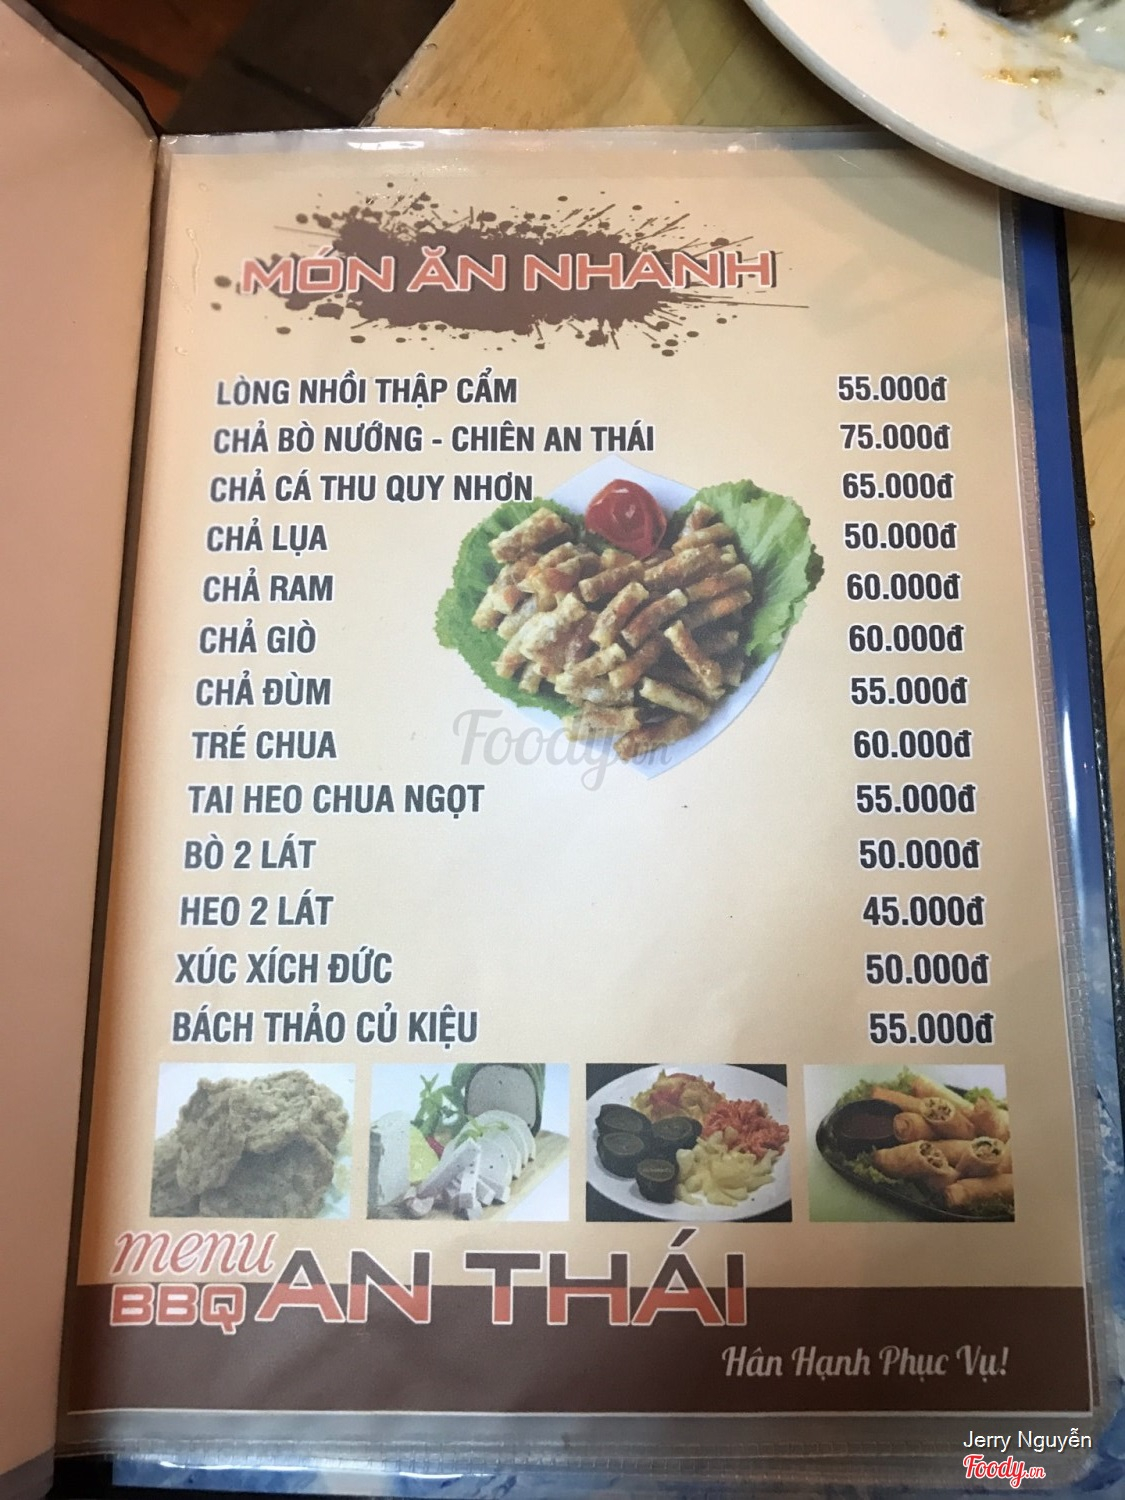 MÓN ĂN NHANH
LÒNG NHỒI THẬP CẨM 55.000đ
CHẢ BÒ NƯỚNG - CHIÊN AN THÁI 75.000đ
CHẢ CÁ THU QUY NHƠN 65.000đ
CHẢ LỤA 50.000đ
CHẢ RAM 60.000đ
CHẢ GIÒ 60.000đ
CHẢ ĐÙM 55.000đ
TRÉ CHUA 60.000đ
Foody.vn
TAI HEO CHUA NGỌT 55.000đ
BÒ 2 LÁT 50.000đ
HEO 2 LÁT 45.000đ
XÚC XÍCH ĐỨC 50.000đ
BÁCH THẢO CỦ KIỆU 55.000đ
menu
BBQ AN THÁI
Hân Hạnh Phục Vụ!
Jerry Nguyễn
Foody.vn